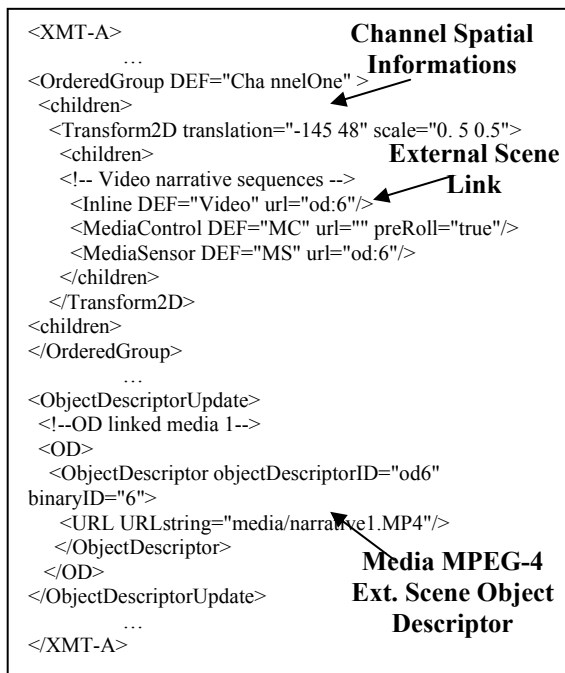 <XMT-A>
Channel Spatial
Informations
…
<OrderedGroup DEF="Cha nnelOne" >
<children>
<Transform2D translation="-145 48" scale="0. 5 0.5">
<children>
External Scene
Link
<!-- Video narrative sequences -->
<Inline DEF="Video" url="od:6"/>
<MediaControl DEF="MC" url="" preRoll="true"/>
<MediaSensor DEF="MS" url="od:6"/>
</children>
</Transform2D>
<children>
</OrderedGroup>
…
<ObjectDescriptorUpdate>
<!--OD linked media 1-->
<OD>
<ObjectDescriptor objectDescriptorID="od6"
binaryID="6">
<URL URLstring="media/narrative1.MP4"/>
</ObjectDescriptor>
</OD>
</ObjectDescriptorUpdate>
Media MPEG-4
Ext. Scene Object
Descriptor
…
</XMT-A>